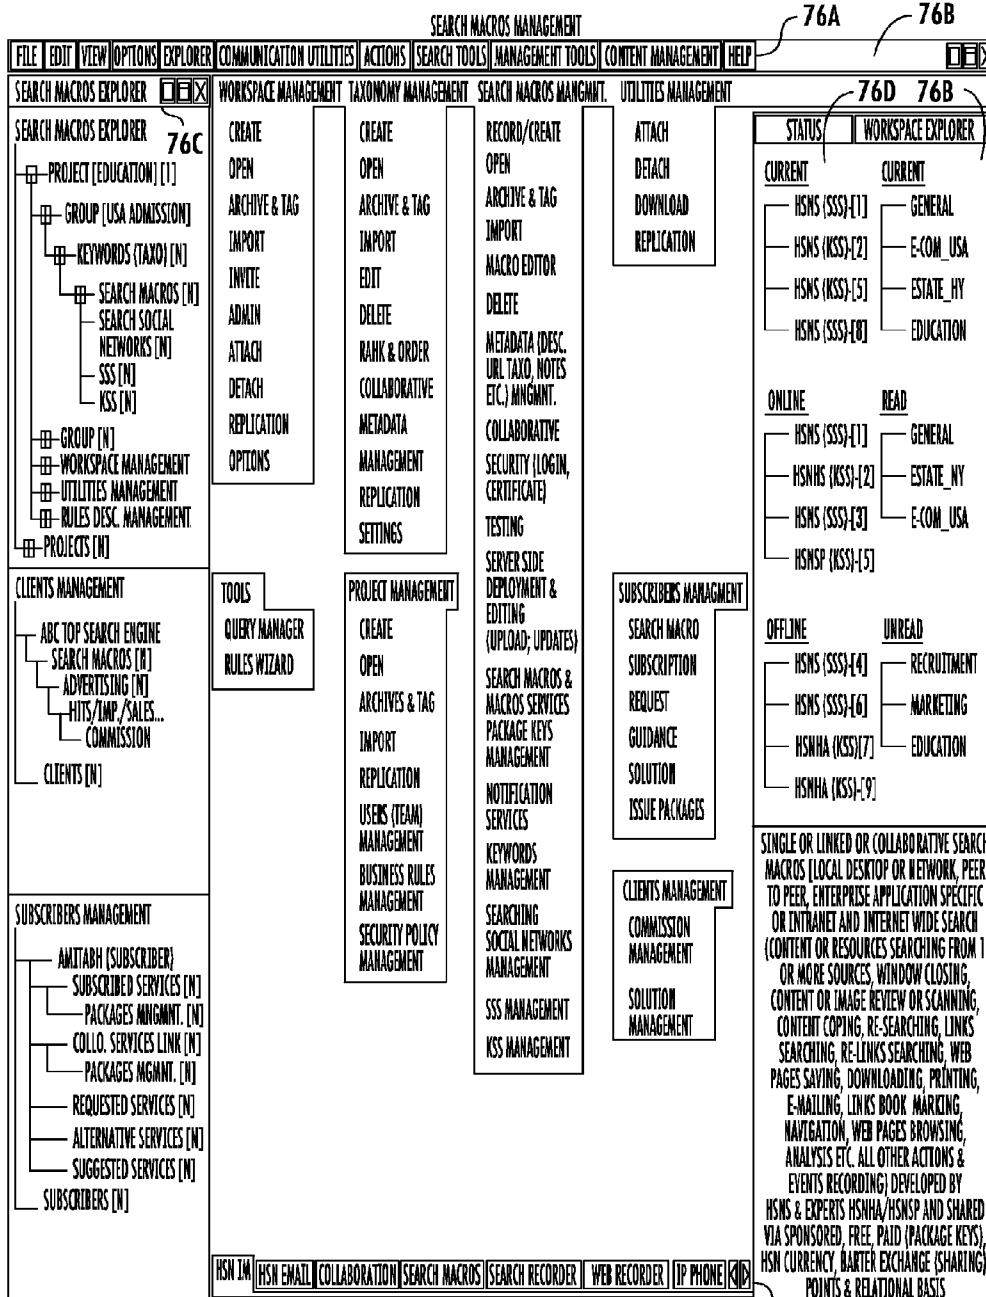 SEARCH MACROS MANAGEMENT
76A
76B
FILE EDIT VIEW OPTIONS EXPLORER COMMUNICATION UTILITIES ACTIONS SEARCH TOOLS MANAGEMEHT TOOLS CONTENT MANAGEMENT HELP
SEARCH MACROS EXPLORER
76C
SEARCH MACROS EXPLORER
PROJECT [EDUCATION] [1]
GROUP [USA ADMISSION]
KEYWORDS (TAXO) [N]
SEARCH MACROS [N]
SEARCH SOCIAL
NETWORKS [N]
SSS [N]
KSS [N]
GROUP [N]
WORKSPACE MANAGEMENT
UTILITIES MANAGEMENT
RULES DESC. MANAGEMENT
PROJECTS [N]
CLIENTS MANAGEMENT
ABC TOP SEARCH ENGINE
SEARCH MACROS [N]
ADVERTISING [N]
HITS/IMP./SALES...
COMMISSION
CLIENTS [N]
SUBSCRIBERS MANAGEMENT
AMITABH (SUBSCRIBER)
SUBSCRIBED SERVICES [N]
PACKAGES MNGMNT. [N]
COLLO. SERVICES LINK [N]
PACKAGES MGMNT. [N]
REQUESTED SERVICES [N]
ALTERNATIVE SERVICES [N]
SUGGESTED SERVICES [N]
SUBSCRIBERS [N]
WORKSPACE MANAGEMENT
CREATE
OPEN
ARCHIVE & TAG
IMPORT
INVITE
ADMIN
ATTACH
DETACH
REPLICATION
OPTIONS
TOOLS
QUERY MANAGER
RULES WIZARD
TAXONOMY MANAGEMENT
CREATE
OPEN
ARCHIVE & TAG
IMPORT
EDIT
DELETE
RAHK & ORDER
COLLABORATIVE
METADATA
MANAGEMENT
REPLICATION
SETTINGS
PROJECT MANAGEMENT
CREATE
OPEN
ARCHIVES & TAG
IMPORT
REPLICATION
USERS (TEAM)
MANAGEMENT
BUSINESS RULES
MANAGEMENT
SECURITY POLICY
MANAGEMENT
SEARCH MACROS MANGMNT.
RECORD/CREATE
OPEN
ARCHIVE & TAG
IMPORT
MACRO EDITOR
DELETE
METADATA (DESC.
URL TAXO, NOTES
ETC.) MNGMNT.
COLLABORATIVE
SECURITY (LOGIN,
CERTIFICATE)
TESTING
SERVER SIDE
DEPLOYMENT &
EDITING
(UPLOAD; UPDATES)
SEARCH MACROS &
MACROS SERVICES
PACKAGE KEYS
MANAGEMENT
NOTIFICATION
SERVICES
KEYWORDS
MANAGEMENT
SEARCHING
SOCIAL NETWORKS
MANAGEMENT
SSS MANAGEMENT
KSS MANAGEMENT
UTILITIES MANAGEMENT
ATTACH
DETACH
DOWNLOAD
REPLICATION
SUBSCRIBERS MANAGMENT
SEARCH MACRO
SUBSCRIPTION
REQUEST
GUIDANCE
SOLUTION
ISSUE PACKAGES
CLIENTS MANAGEMENT
COMMISSION
MANAGEMENT
SOLUTION
MANAGEMENT
76D 76B
STATUS WORKSPACE EXPLORER
CURRENT
HSNS (SSS)-[1]
HSNS (KSS)-[2]
HSNS (KSS)-[5]
HSNS (SSS)-[8]
CURRENT
GENERAL
E-COM_USA
ESTATE_HY
EDUCATION
ONLINE
HSNS (SSS)-[1]
HSNHS (KSS)-[2]
HSNS (SSS)-[3]
HSNSP (KSS)-[5]
READ
GENERAL
ESTATE_NY
E-COM_USA
OFFLINE
HSNS (SSS)-[4]
HSNS (SSS)-[6]
HSNHA (KSS)[7]
HSNHA (KSS)-[9]
UNREAD
RECRUITMENT
MARKETING
EDUCATION
SINGLE OR LINKED OR COLLABORATIVE SEARCH
MACROS [LOCAL DESKTOP OR NETWORK, PEER
TO PEER, ENTERPRISE APPLICATION SPECIFIC
OR INTRANET AND INTERNET WIDE SEARCH
(CONTENT OR RESOURCES SEARCHING FROM 1
OR MORE SOURCES, WINDOW CLOSING,
CONTENT OR IMAGE REVIEW OR SCANNING,
CONTENT COPING, RE-SEARCHING, LINKS
SEARCHING, RE-LINKS SEARCHING, WEB
PAGES SAVING, DOWNLOADING, PRINTING,
E-MAILING, LINKS BOOK MARKING,
NAVIGATION, WEB PAGES BROWSING,
ANALYSIS ETC. ALL OTHER ACTIONS &
EVENTS RECORDING) DEVELOPED BY
HSNS & EXPERTS HSNHA/HSNSP AND SHARED
VIA SPONSORED, FREE, PAID (PACKAGE KEYS),
HSN CURRENCY, BARTER EXCHANGE (SHARING)
POINTS & RELATIONAL BASIS
HSN IM HSN EMAIL COLLABORATION SEARCH MACROS SEARCH RECORDER WEB RECORDER IP PHONE